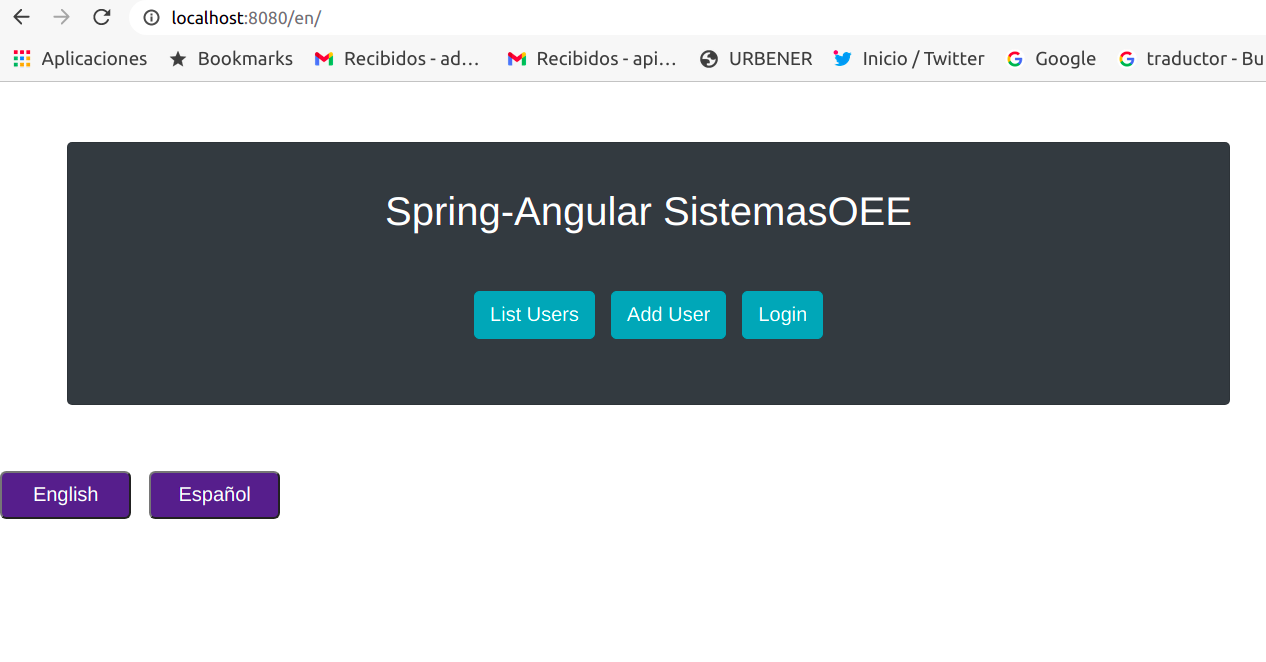 localhost:8080/en/
Aplicaciones Bookmarks Recibidos - ad... Recibidos - api... URBENER Inicio / Twitter Google traductor - Bu
Spring-Angular SistemasOEE
List Users Add User Login
English Español